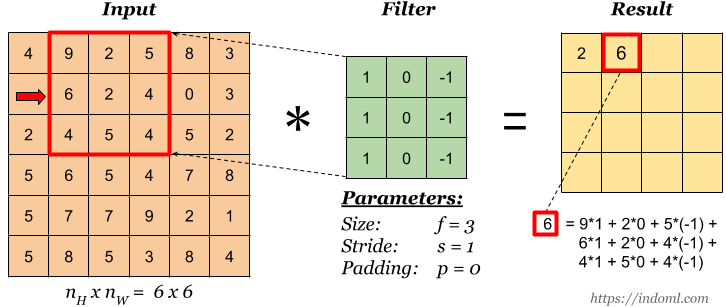 Input Filter Result
4 9 2 5 8 3
6 2 4 0 3
2 4 5 4 5 2
5 6 5 4 7 8
5 7 7 9 2 1
5 8 5 3 8 4
n_H x n_W = 6 x 6
*
1 0 -1
1 0 -1
1 0 -1
Parameters:
Size: f = 3
Stride: s = 1
Padding: p = 0
=
2 6
6 = 9*1 + 2*0 + 5*(-1) +
6*1 + 2*0 + 4*(-1) +
4*1 + 5*0 + 4*(-1)
https://indoml.com